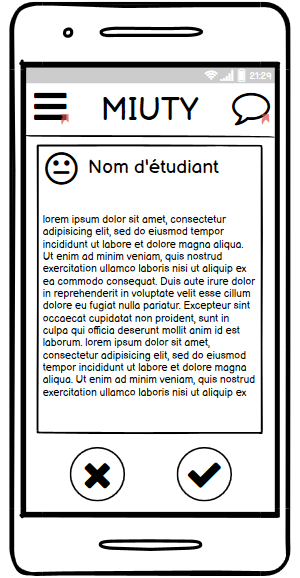 21:29
MIUTY
Nom d'étudiant
lorem ipsum dolor sit amet, consectetur
adipisicing elit, sed do eiusmod tempor
incididunt ut labore et dolore magna aliqua.
Ut enim ad minim veniam, quis nostrud
exercitation ullamco laboris nisi ut aliquip ex
ea commodo consequat. Duis aute irure dolor
in reprehenderit in voluptate velit esse cillum
dolore eu fugiat nulla pariatur. Excepteur sint
occaecat cupidatat non proident, sunt in
culpa qui officia deserunt mollit anim id est
laborum. lorem ipsum dolor sit amet,
consectetur adipisicing elit, sed do eiusmod
tempor incididunt ut labore et dolore magna
aliqua. Ut enim ad minim veniam, quis nostrud
exercitation ullamco laboris nisi ut aliquip ex